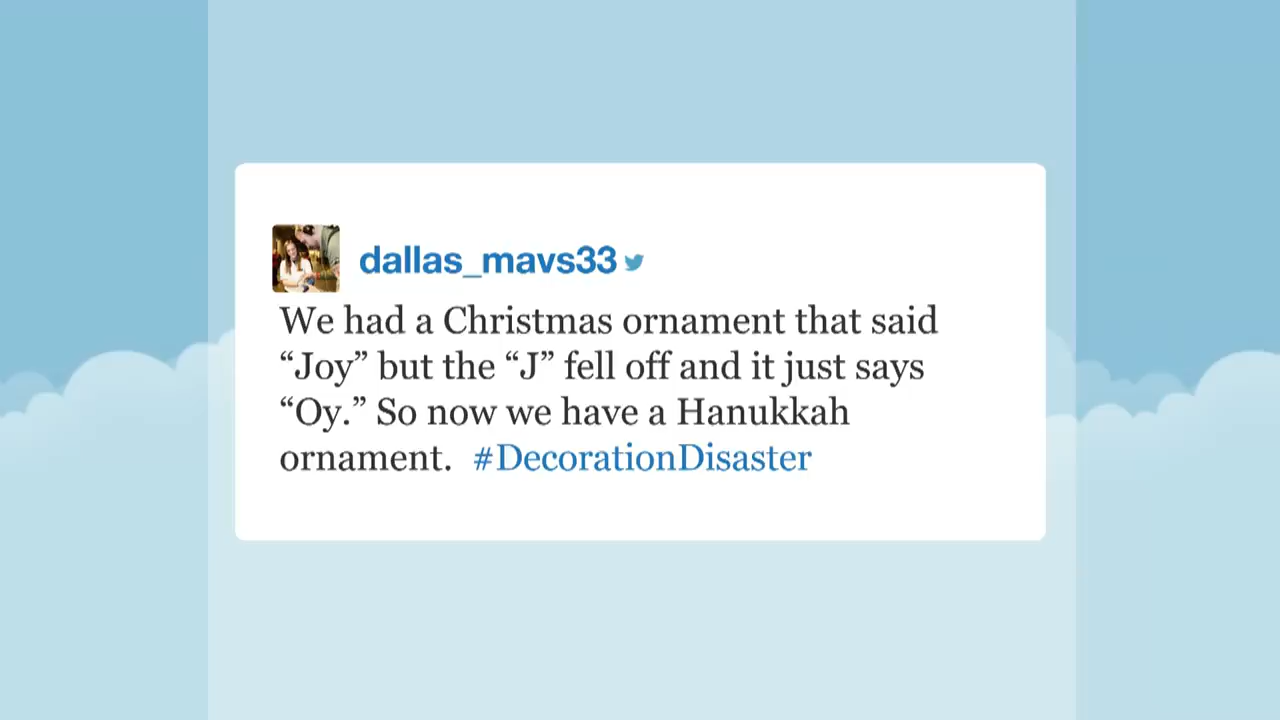 dallas_mavs33
We had a Christmas ornament that said
“Joy” but the “J” fell off and it just says
“Oy.” So now we have a Hanukkah
ornament. #DecorationDisaster